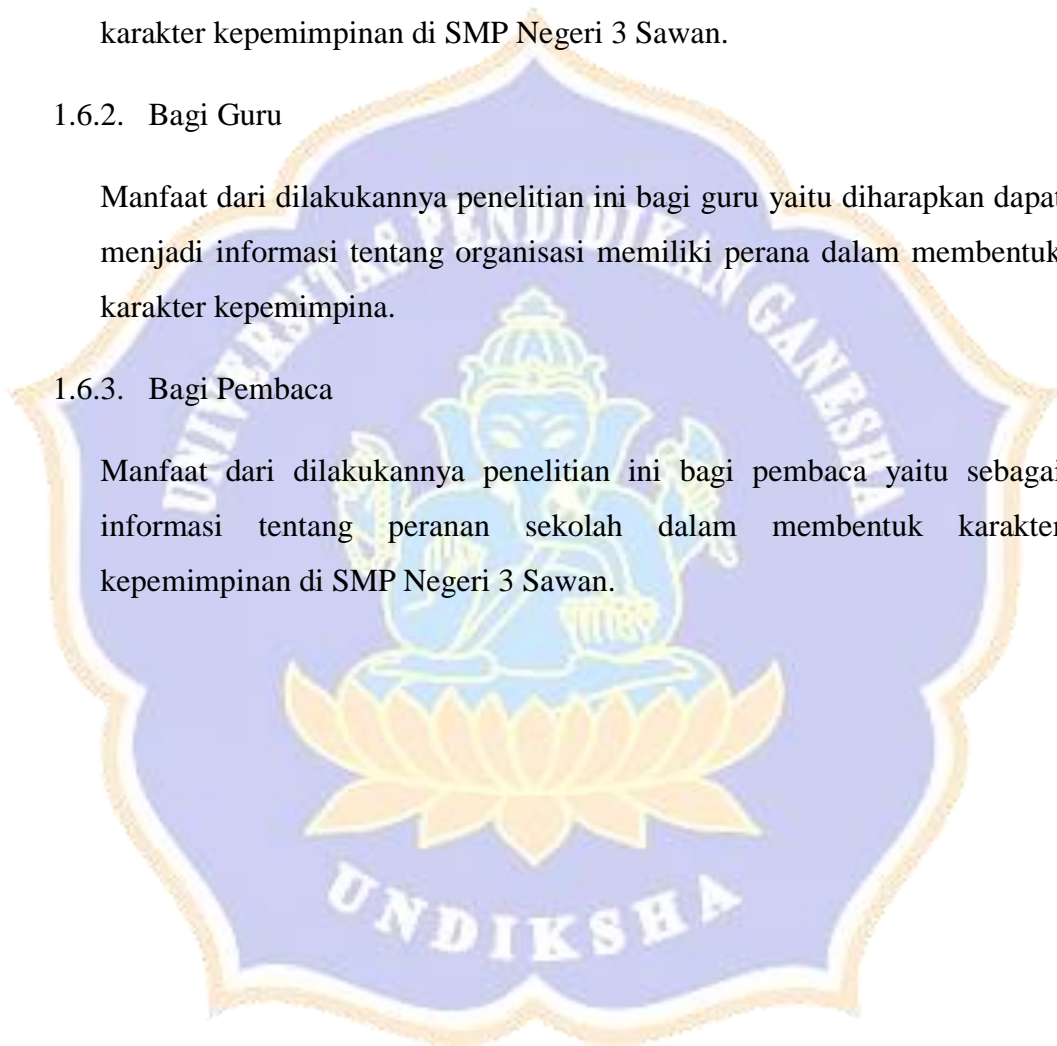 karakter kepemimpinan di SMP Negeri 3 Sawan.
1.6.2. Bagi Guru
Manfaat dari dilakukannya penelitian ini bagi guru yaitu diharapkan dapat
menjadi informasi tentang organisasi memiliki perana dalam membentuk
karakter kepemimpina.
1.6.3. Bagi Pembaca
Manfaat dari dilakukannya penelitian ini bagi pembaca yaitu sebagai
informasi tentang peranan sekolah dalam membentuk karakter
kepemimpinan di SMP Negeri 3 Sawan.
UNIVERSITAS PENDIDIKAN GANESHA
UNDIKSHA